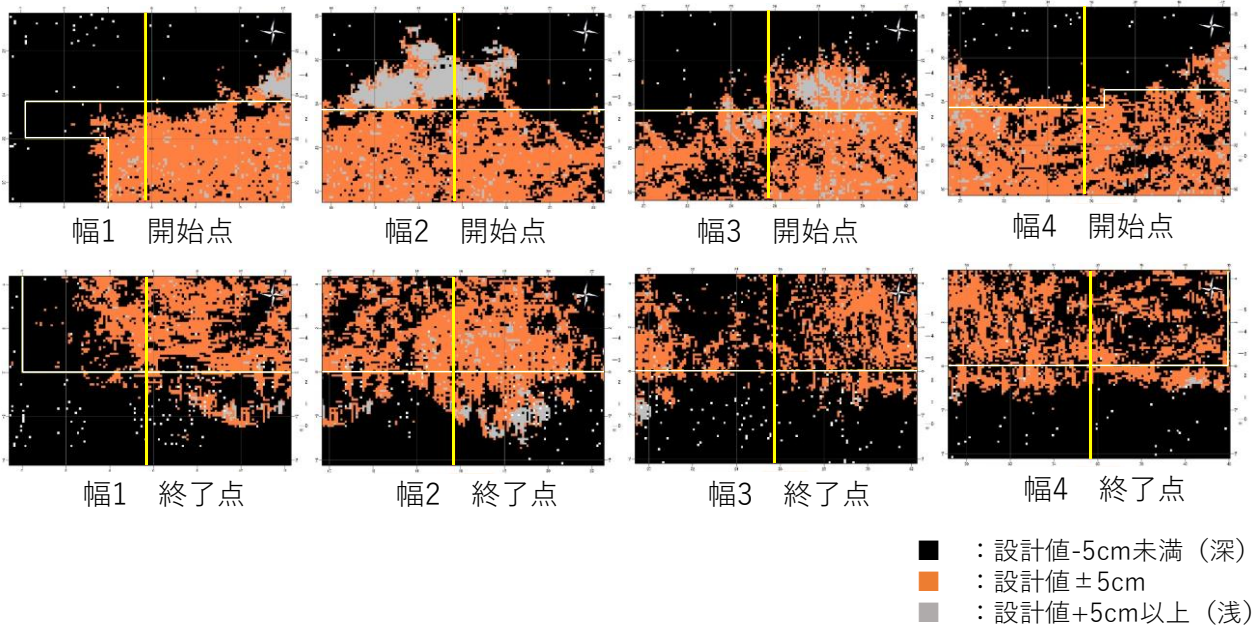 幅1　開始点
幅2　開始点
幅3　開始点
幅4　開始点
幅1　終了点
幅2　終了点
幅3　終了点
幅4　終了点
■　：設計値-5cm未満（深）
■　：設計値±5cm
■　：設計値+5cm以上（浅）